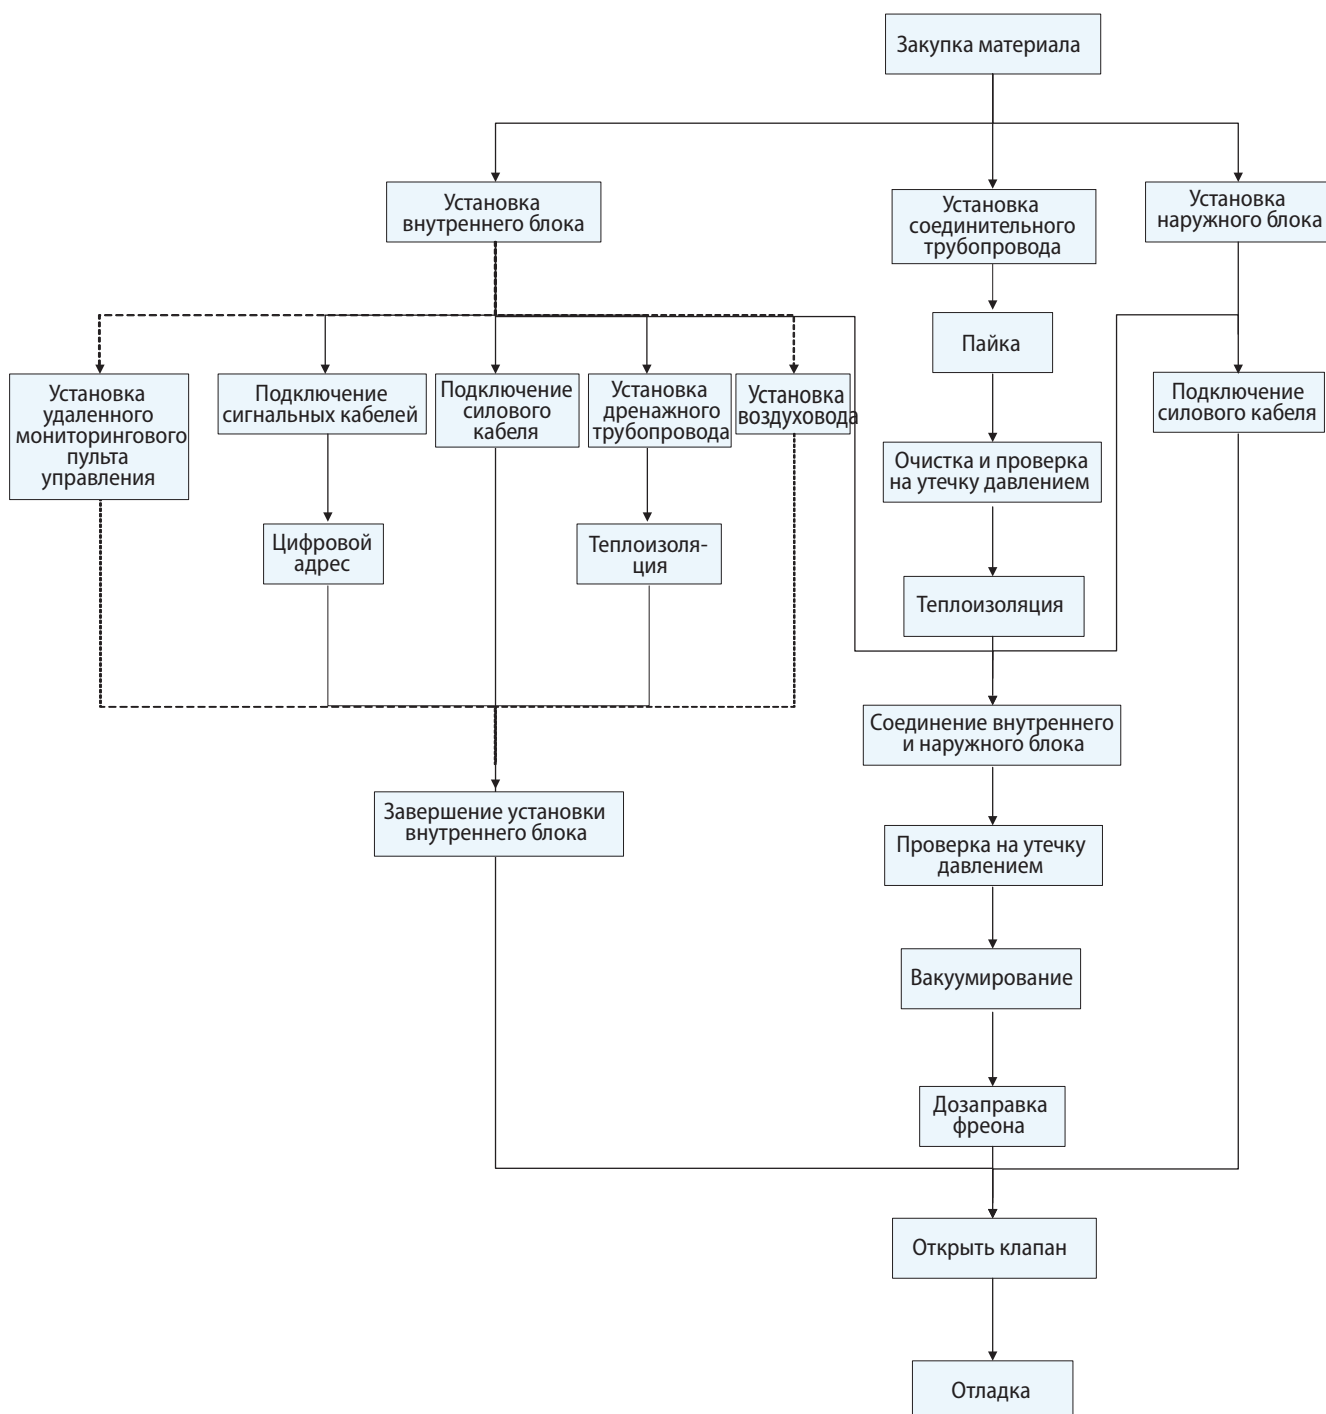 Закупка материала
Установка
внутреннего блока
Установка
соединительного
трубопровода
Установка
наружного блока
Пайка
Установка
удаленного
мониторингового
пульта
управления
Подключение
сигнальных кабелей
Подключение
силового
кабеля
Установка
дренажного
трубопровода
Установка
воздуховода
Подключение
силового кабеля
Очистка и проверка
на утечку давлением
Цифровой
адрес
Теплоизоля-
ция
Теплоизоляция
Соединение внутреннего
и наружного блока
Завершение установки
внутреннего блока
Проверка на утечку
давлением
Вакуумирование
Дозаправка
фреона
Открыть клапан
Отладка